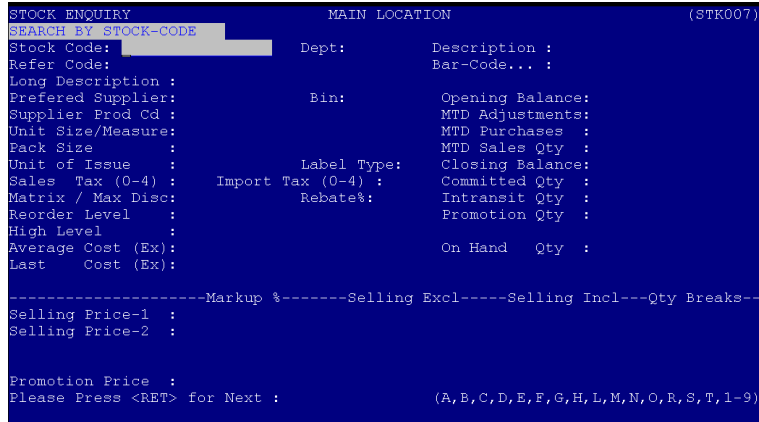 STOCK ENQUIRY MAIN LOCATION (STK007)
SEARCH BY STOCK-CODE
Stock Code: _ Dept: Description :
Refer Code: Bar-Code... :
Long Description :
Prefered Supplier: Bin: Opening Balance:
Supplier Prod Cd : MTD Adjustments:
Unit Size/Measure: MTD Purchases :
Pack Size : MTD Sales Qty :
Unit of Issue : Label Type: Closing Balance:
Sales Tax (0-4) : Import Tax (0-4) : Committed Qty :
Matrix / Max Disc: Rebate%: Intransit Qty :
Reorder Level : Promotion Qty :
High Level :
Average Cost (Ex): On Hand Qty :
Last Cost (Ex):
---------------------Markup %-------Selling Excl-----Selling Incl---Qty Breaks--
Selling Price-1 :
Selling Price-2 :
Promotion Price :
Please Press <RET> for Next : (A,B,C,D,E,F,G,H,L,M,N,O,R,S,T,1-9)